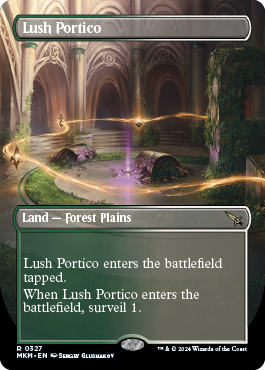 Lush Portico
Land — Forest Plains
Lush Portico enters the battlefield
tapped.
When Lush Portico enters the
battlefield, surveil 1.
R 0327
MKM • EN Sergey Glushakov
™ & © 2024 Wizards of the Coast